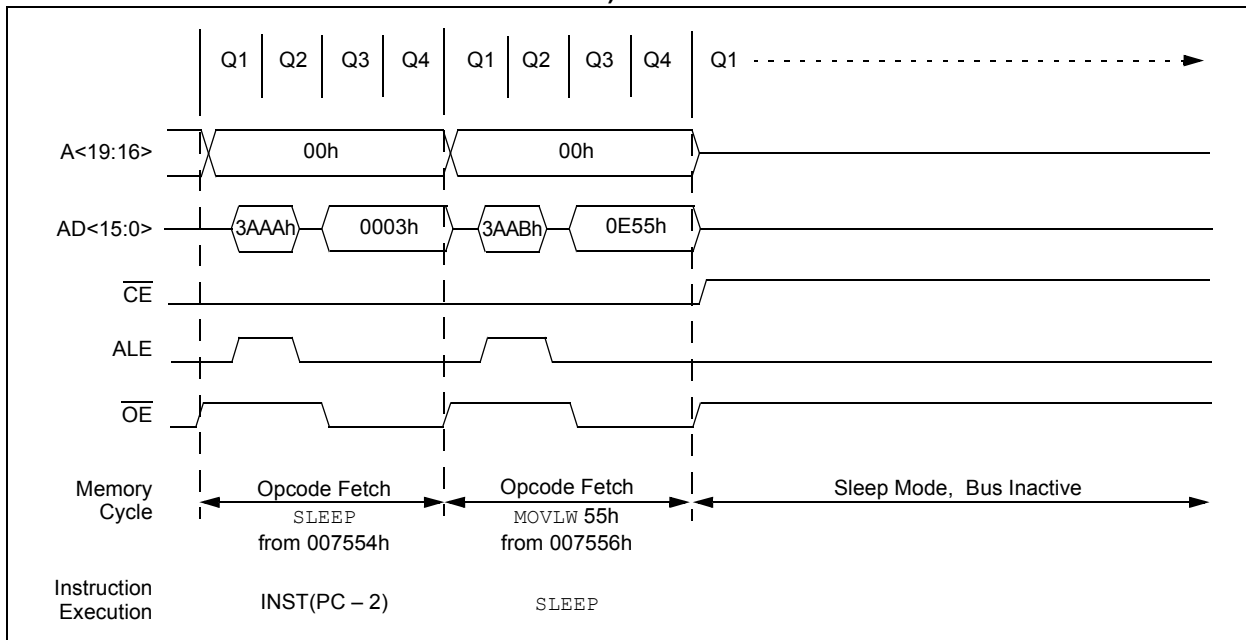 Q1 Q2 Q3 Q4 Q1 Q2 Q3 Q4 Q1
A<19:16> 00h 00h
AD<15:0> 3AAAh 0003h 3AABh 0E55h
CE
ALE
OE
Memory Cycle Opcode Fetch Opcode Fetch Sleep Mode, Bus Inactive
SLEEP MOVLW 55h
from 007554h from 007556h
Instruction Execution INST(PC – 2) SLEEP